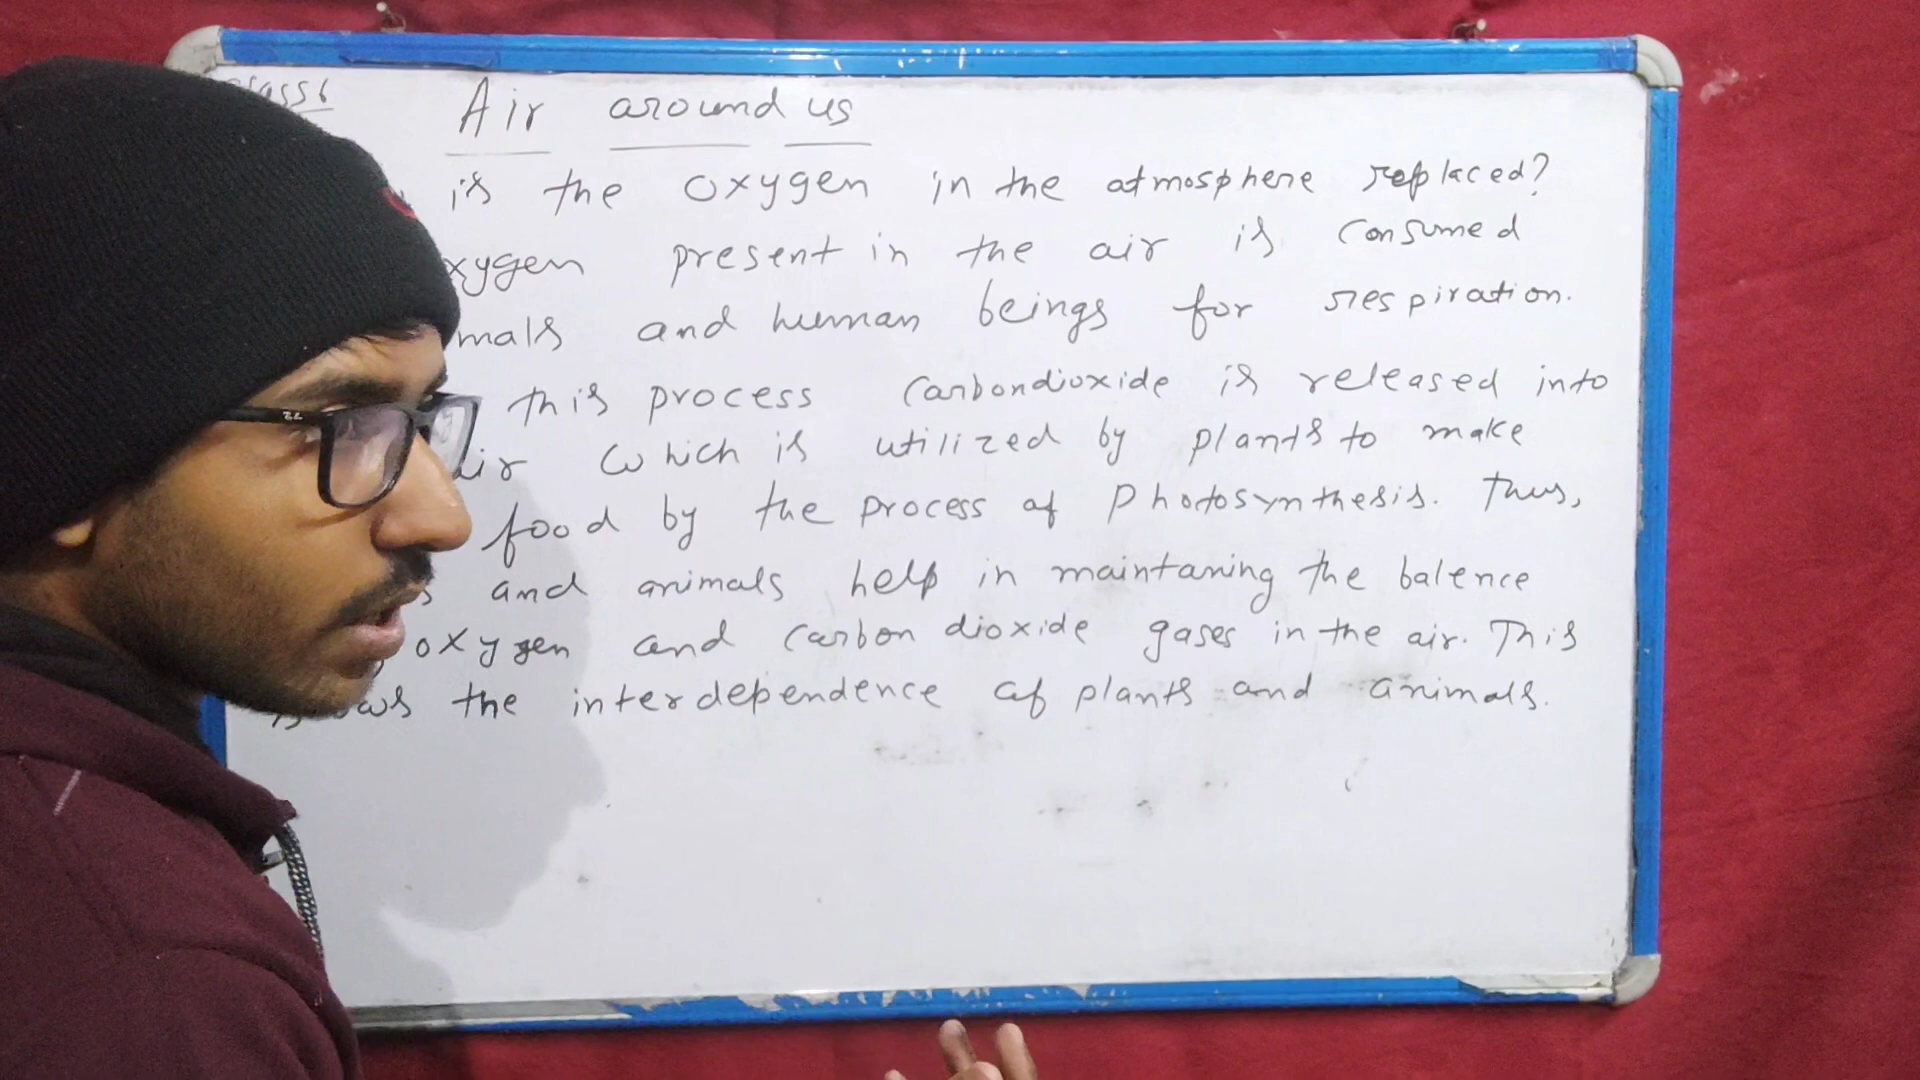 class 6
Air around us
is the oxygen in the atmosphere replaced?
xygen present in the air is consumed
mals and human beings for respiration.
this process carbondioxide is released into
air which is utilized by plants to make
food by the process of photosynthesis. Thus,
s and animals help in maintaning the balence
oxygen and carbon dioxide gases in the air. This
the interdependence of plants and animals.